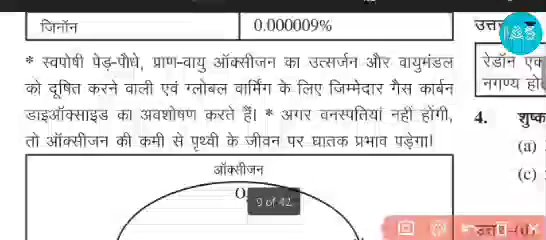 जिनॉन 0.000009%
* स्वपोषी पेड़-पौधे, प्राण-वायु ऑक्सीजन का उत्सर्जन और वायुमंडल
को दूषित करने वाली एवं ग्लोबल वार्मिंग के लिए जिम्मेदार गैस कार्बन
डाइऑक्साइड का अवशोषण करते हैं। * अगर वनस्पतियां नहीं होंगी,
तो ऑक्सीजन की कमी से पृथ्वी के जीवन पर घातक प्रभाव पड़ेगा।
ऑक्सीजन
9 of 42
रेडॉन एक
नगण्य
4. शुष्क
(a)
(c)